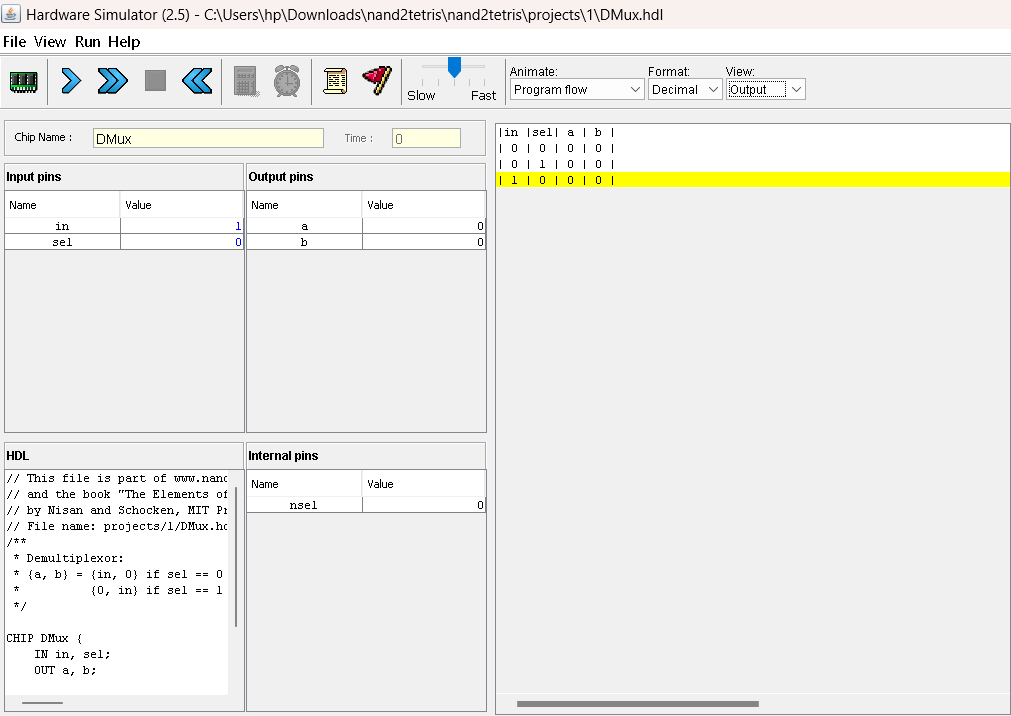 Hardware Simulator (2.5) - C:\Users\hp\Downloads\nand2tetris\nand2tetris\projects\1\DMux.hdl
File View Run Help
Slow Fast
Animate: Format: View:
Program flow Decimal Output
Chip Name : DMux Time : 0
Input pins
Name Value
in 1
sel 0
Output pins
Name Value
a 0
b 0
HDL
// This file is part of www.nand
// and the book "The Elements of
// by Nisan and Schocken, MIT Pr
// File name: projects/1/DMux.hd
/**
 * Demultiplexor:
 * {a, b} = {in, 0} if sel == 0
 *          {0, in} if sel == 1
 */
CHIP DMux {
    IN in, sel;
    OUT a, b;
Internal pins
Name Value
nsel 0
|in |sel| a | b |
| 0 | 0 | 0 | 0 |
| 0 | 1 | 0 | 0 |
| 1 | 0 | 0 | 0 |